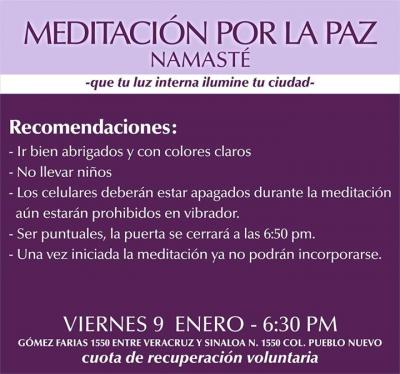 MEDITACIÓN POR LA PAZ
NAMASTÉ
-que tu luz interna ilumine tu ciudad-
Recomendaciones:
- Ir bien abrigados y con colores claros
- No llevar niños
- Los celulares deberán estar apagados durante la meditación
aún estarán prohibidos en vibrador.
- Ser puntuales, la puerta se cerrará a las 6:50 pm.
- Una vez iniciada la meditación ya no podrán incorporarse.
VIERNES 9 ENERO - 6:30 PM
GÓMEZ FARIAS 1550 ENTRE VERACRUZ Y SINALOA N. 1550 COL. PUEBLO NUEVO
cuota de recuperación voluntaria